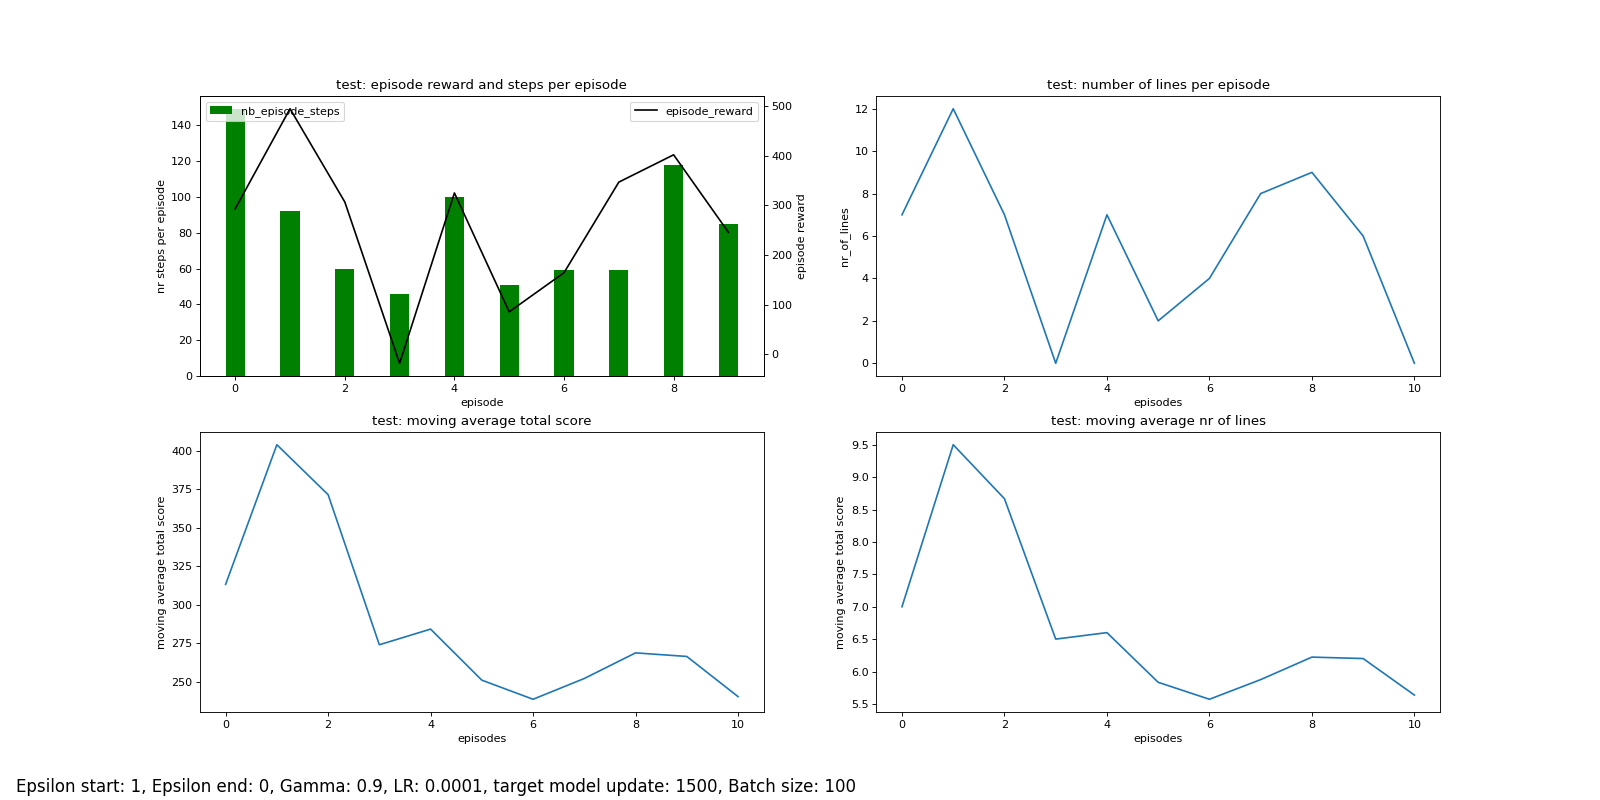 test: episode reward and steps per episode
nb_episode_steps
episode_reward
nr steps per episode
140
120
100
80
60
40
20
0
500
400
300
200
100
0
episode reward
0 2 4 6 8
episode
test: number of lines per episode
nr_of_lines
12
10
8
6
4
2
0
0 2 4 6 8 10
episodes
test: moving average total score
moving average total score
400
375
350
325
300
275
250
0 2 4 6 8 10
episodes
test: moving average nr of lines
moving average total score
9.5
9.0
8.5
8.0
7.5
7.0
6.5
6.0
5.5
0 2 4 6 8 10
episodes
Epsilon start: 1, Epsilon end: 0, Gamma: 0.9, LR: 0.0001, target model update: 1500, Batch size: 100